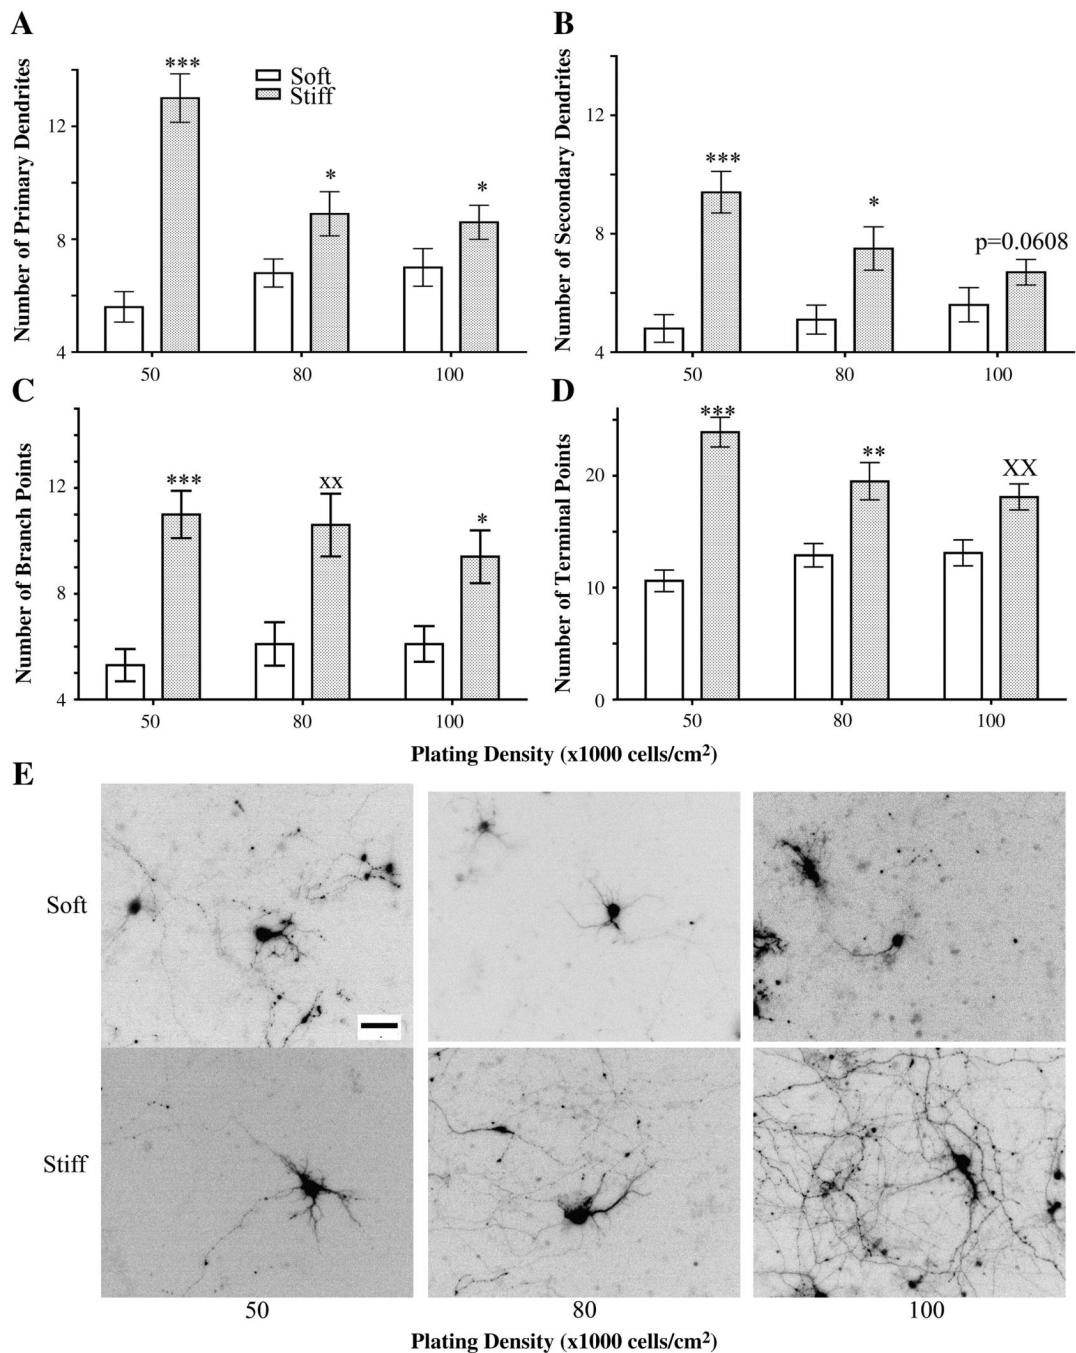 A
Number of Primary Dendrites
12
8
4
***
*
*
Soft
Stiff
50
80
100
B
Number of Secondary Dendrites
12
8
4
***
*
p=0.0608
50
80
100
C
Number of Branch Points
12
8
4
***
xx
*
50
80
100
D
Number of Terminal Points
20
10
0
***
**
XX
50
80
100
Plating Density (x1000 cells/cm²)
E
Soft
Stiff
50
80
100
Plating Density (x1000 cells/cm²)